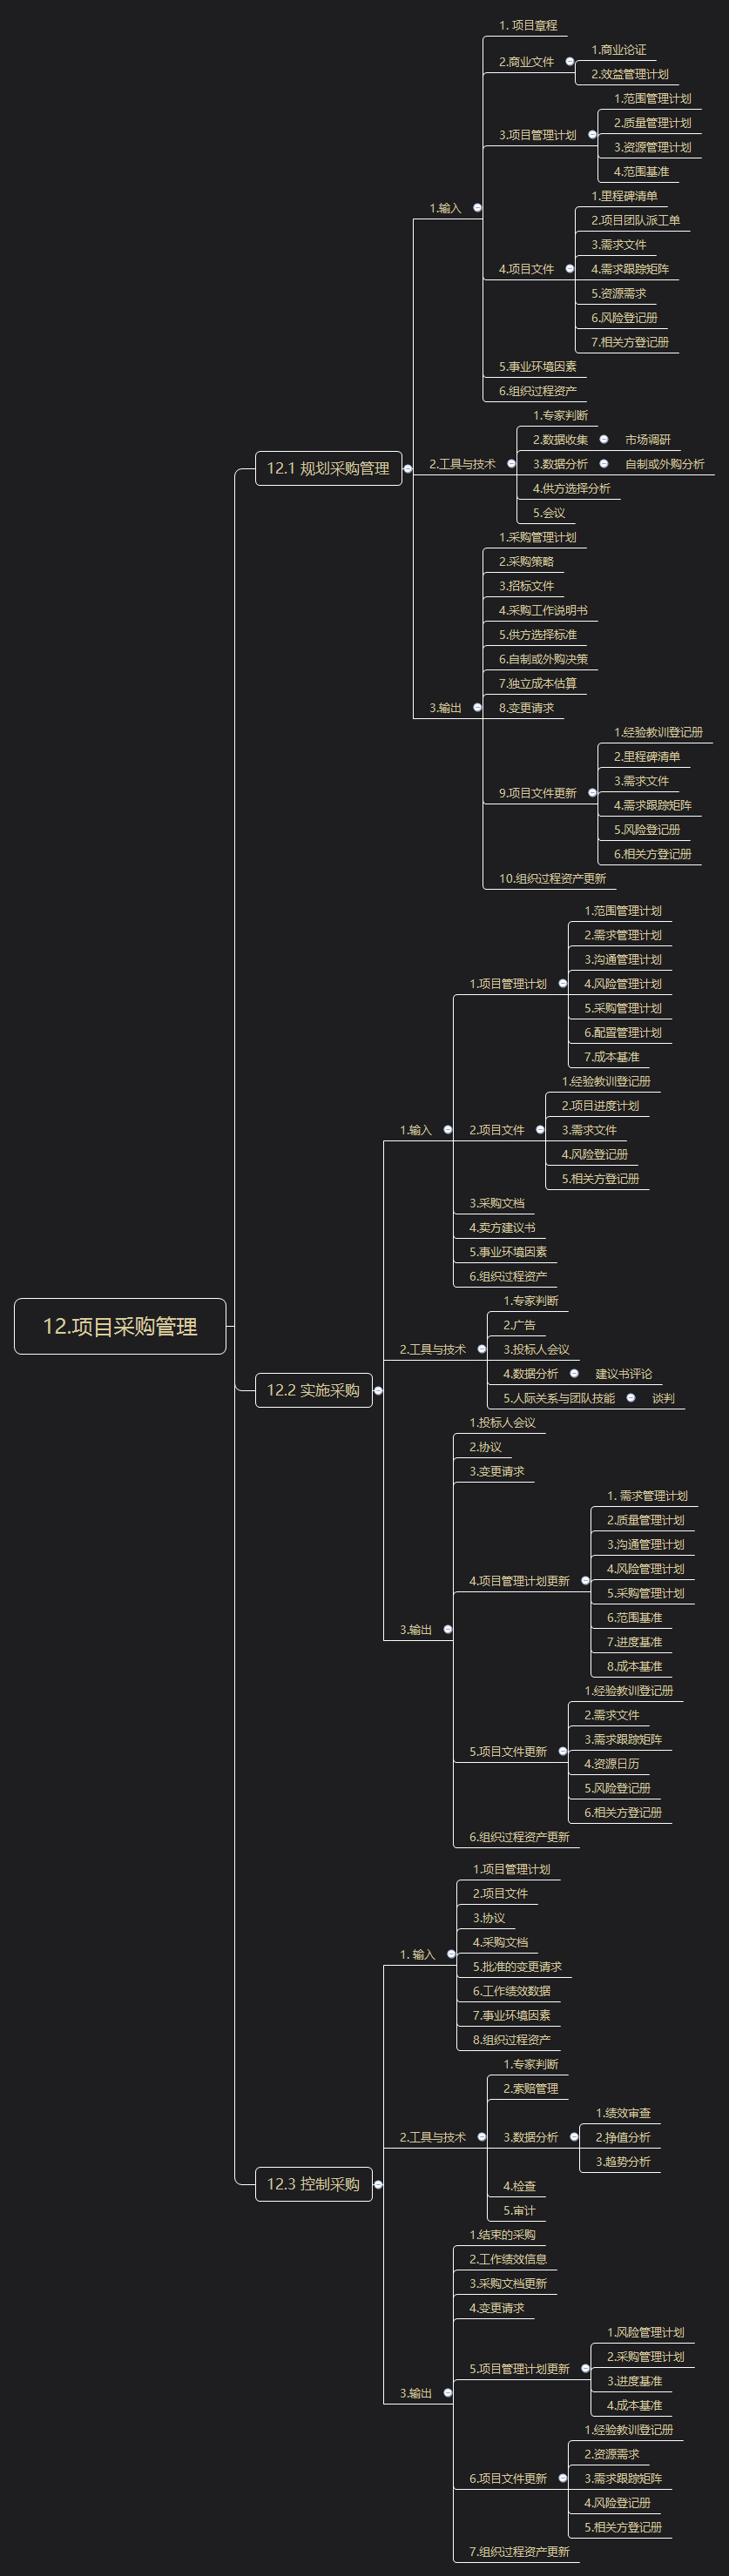 12.项目采购管理
12.1 规划采购管理
1.输入
1. 项目章程
2.商业文件
1.商业论证
2.效益管理计划
3.项目管理计划
1.范围管理计划
2.质量管理计划
3.资源管理计划
4.范围基准
4.项目文件
1.里程碑清单
2.项目团队派工单
3.需求文件
4.需求跟踪矩阵
5.资源需求
6.风险登记册
7.相关方登记册
5.事业环境因素
6.组织过程资产
2.工具与技术
1.专家判断
2.数据收集
市场调研
3.数据分析
自制或外购分析
4.供方选择分析
5.会议
3.输出
1.采购管理计划
2.采购策略
3.招标文件
4.采购工作说明书
5.供方选择标准
6.自制或外购决策
7.独立成本估算
8.变更请求
9.项目文件更新
1.经验教训登记册
2.里程碑清单
3.需求文件
4.需求跟踪矩阵
5.风险登记册
6.相关方登记册
10.组织过程资产更新
12.2 实施采购
1.输入
1.项目管理计划
1.范围管理计划
2.需求管理计划
3.沟通管理计划
4.风险管理计划
5.采购管理计划
6.配置管理计划
7.成本基准
2.项目文件
1.经验教训登记册
2.项目进度计划
3.需求文件
4.风险登记册
5.相关方登记册
3.采购文档
4.卖方建议书
5.事业环境因素
6.组织过程资产
2.工具与技术
1.专家判断
2.广告
3.投标人会议
4.数据分析
建议书评论
5.人际关系与团队技能
谈判
3.输出
1.投标人会议
2.协议
3.变更请求
4.项目管理计划更新
1. 需求管理计划
2.质量管理计划
3.沟通管理计划
4.风险管理计划
5.采购管理计划
6.范围基准
7.进度基准
8.成本基准
5.项目文件更新
1.经验教训登记册
2.需求文件
3.需求跟踪矩阵
4.资源日历
5.风险登记册
6.相关方登记册
6.组织过程资产更新
12.3 控制采购
1. 输入
1.项目管理计划
2.项目文件
3.协议
4.采购文档
5.批准的变更请求
6.工作绩效数据
7.事业环境因素
8.组织过程资产
2.工具与技术
1.专家判断
2.索赔管理
3.数据分析
1.绩效审查
2.挣值分析
3.趋势分析
4.检查
5.审计
3.输出
1.结束的采购
2.工作绩效信息
3.采购文档更新
4.变更请求
5.项目管理计划更新
1.风险管理计划
2.采购管理计划
3.进度基准
4.成本基准
6.项目文件更新
1.经验教训登记册
2.资源需求
3.需求跟踪矩阵
4.风险登记册
5.相关方登记册
7.组织过程资产更新